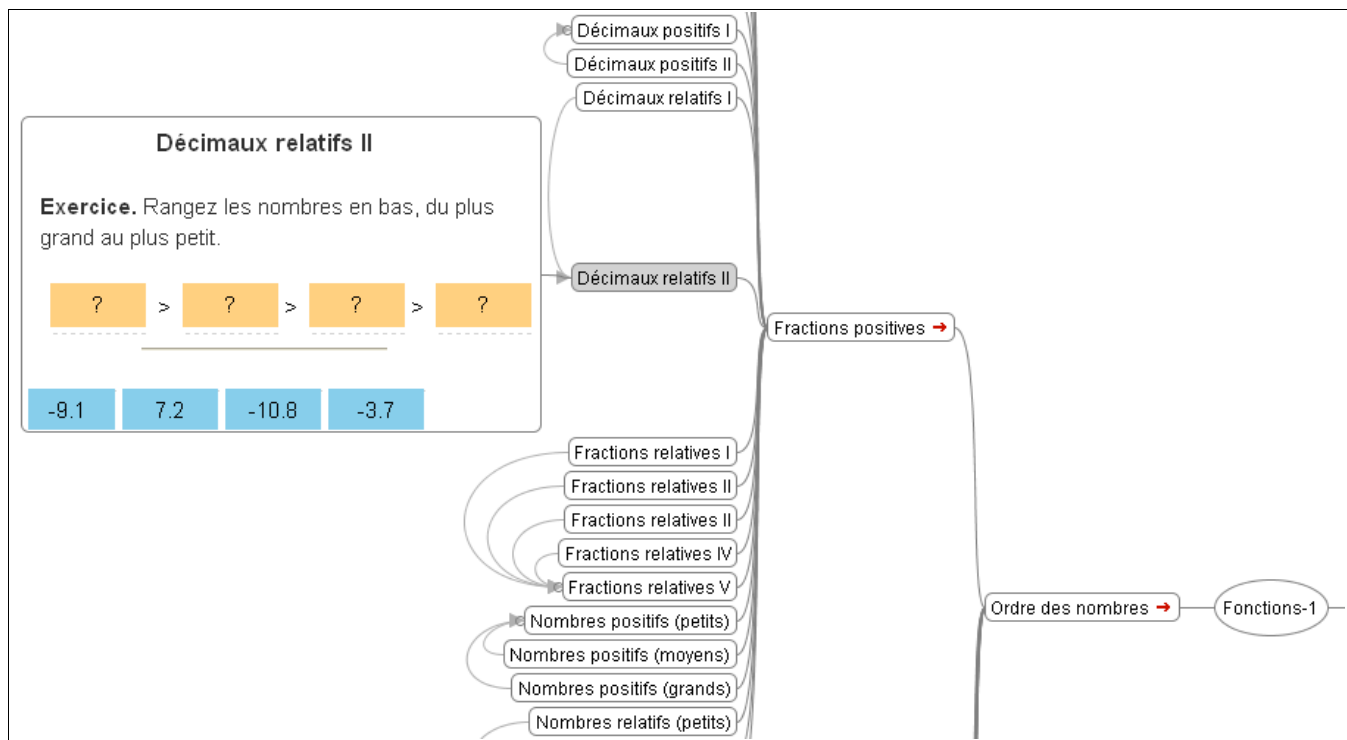 Décimaux positifs I
Décimaux positifs II
Décimaux relatifs I
Décimaux relatifs II
Exercice. Rangez les nombres en bas, du plus
grand au plus petit.
? > ? > ? > ?
-9.1 7.2 -10.8 -3.7
Décimaux relatifs II
Fractions positives ➜
Fractions relatives I
Fractions relatives II
Fractions relatives II
Fractions relatives IV
Fractions relatives V
Nombres positifs (petits)
Nombres positifs (moyens)
Nombres positifs (grands)
Nombres relatifs (petits)
Ordre des nombres ➜
Fonctions-1